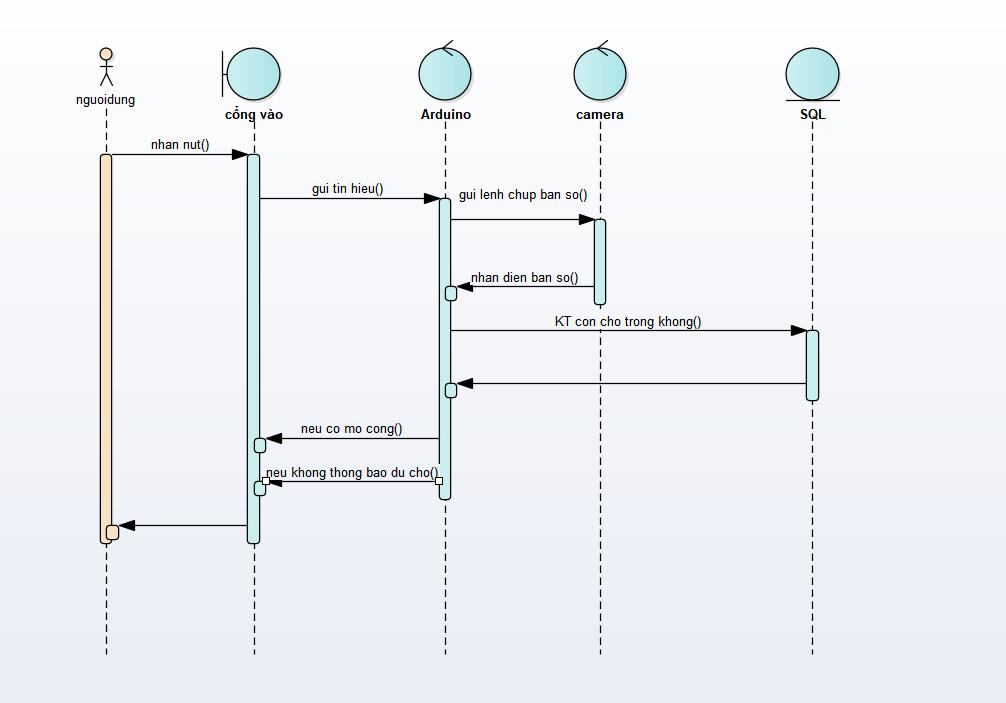 nguoidung
cổng vào
Arduino
camera
SQL
nhan nut()
gui tin hieu()
gui lenh chup ban so()
nhan dien ban so()
KT con cho trong khong()
neu co mo cong()
neu khong thong bao du cho()